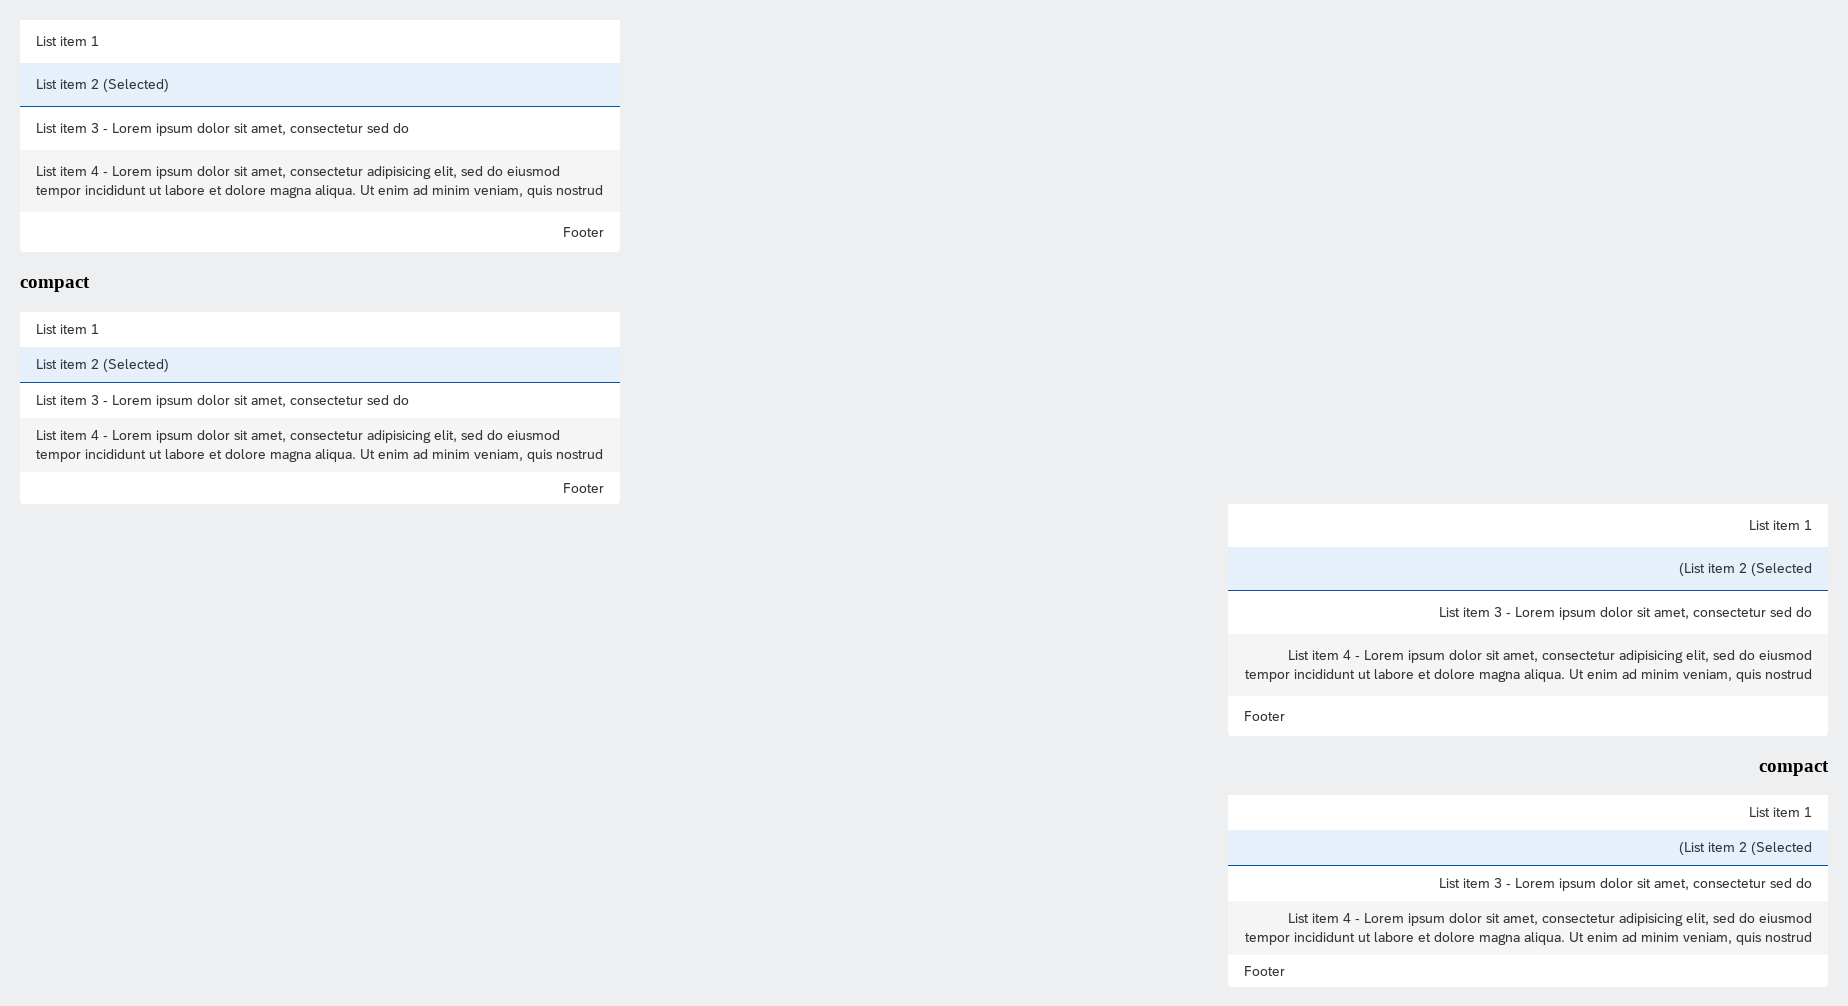 List item 1
List item 2 (Selected)
List item 3 - Lorem ipsum dolor sit amet, consectetur sed do
List item 4 - Lorem ipsum dolor sit amet, consectetur adipisicing elit, sed do eiusmod
tempor incididunt ut labore et dolore magna aliqua. Ut enim ad minim veniam, quis nostrud
Footer
compact
List item 1
List item 2 (Selected)
List item 3 - Lorem ipsum dolor sit amet, consectetur sed do
List item 4 - Lorem ipsum dolor sit amet, consectetur adipisicing elit, sed do eiusmod
tempor incididunt ut labore et dolore magna aliqua. Ut enim ad minim veniam, quis nostrud
Footer
List item 1
(List item 2 (Selected
List item 3 - Lorem ipsum dolor sit amet, consectetur sed do
List item 4 - Lorem ipsum dolor sit amet, consectetur adipisicing elit, sed do eiusmod
tempor incididunt ut labore et dolore magna aliqua. Ut enim ad minim veniam, quis nostrud
Footer
compact
List item 1
(List item 2 (Selected
List item 3 - Lorem ipsum dolor sit amet, consectetur sed do
List item 4 - Lorem ipsum dolor sit amet, consectetur adipisicing elit, sed do eiusmod
tempor incididunt ut labore et dolore magna aliqua. Ut enim ad minim veniam, quis nostrud
Footer